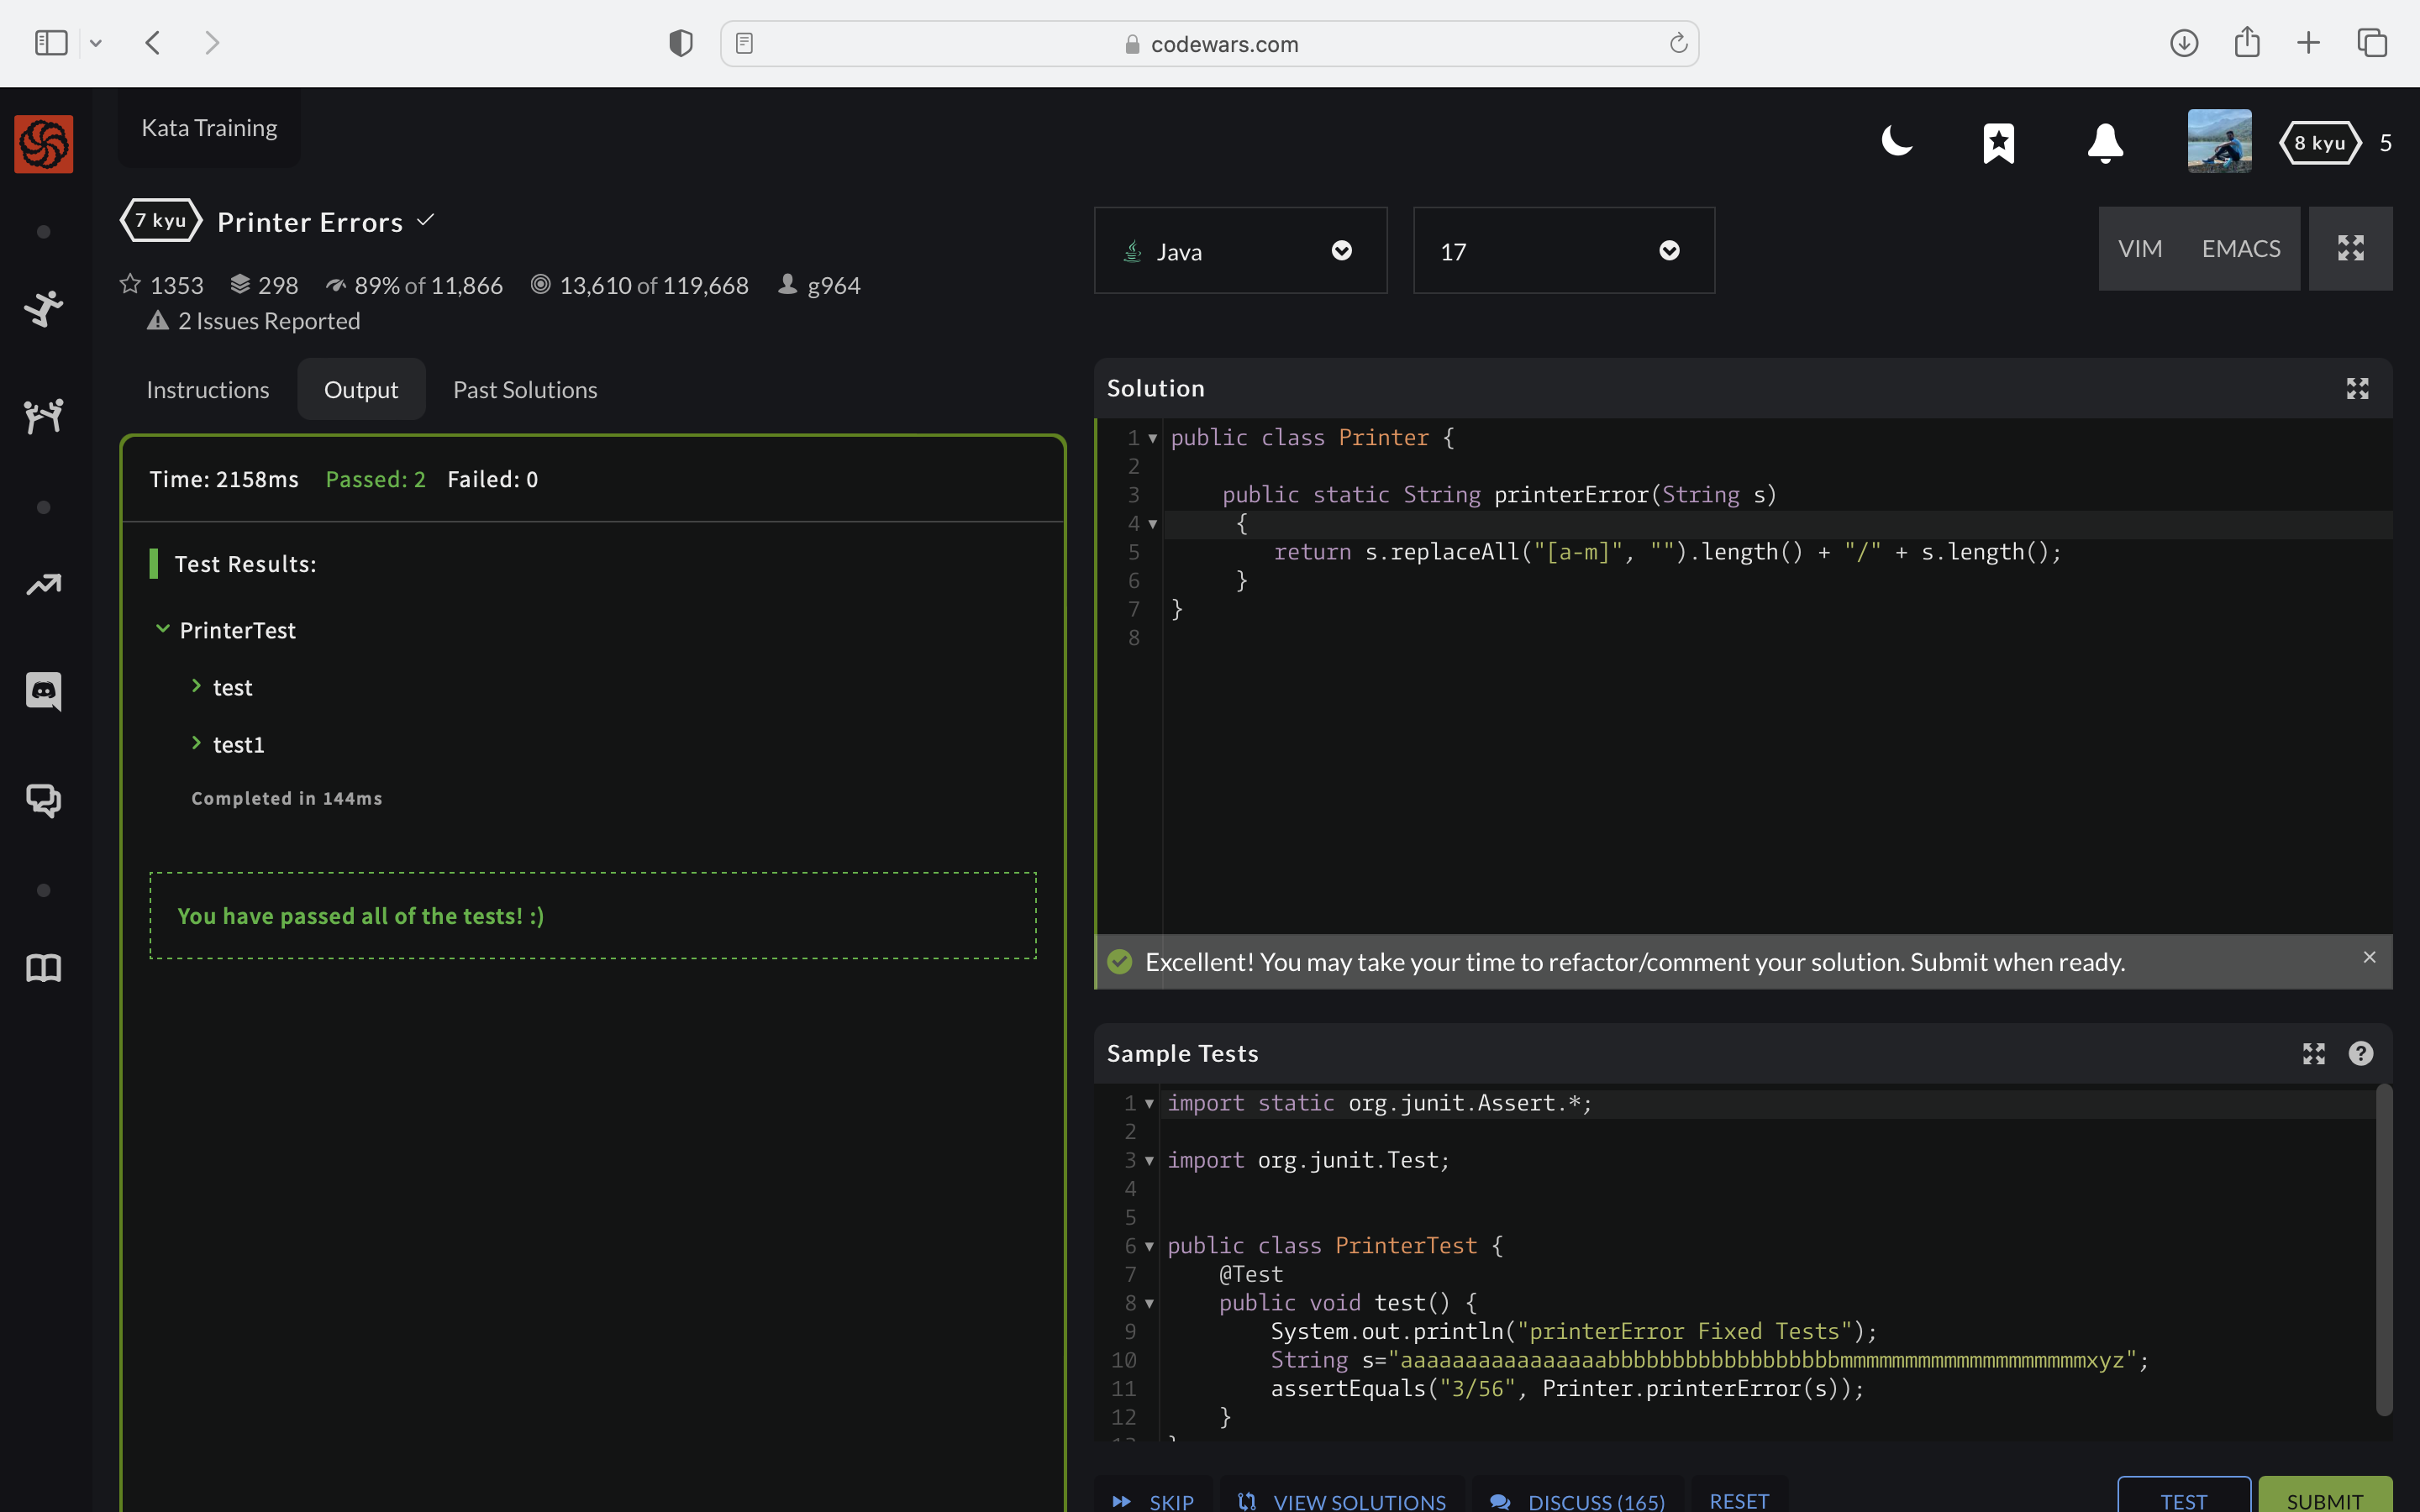 codewars.com
Kata Training
8 kyu 5
7 kyu Printer Errors
1353 298 89% of 11,866 13,610 of 119,668 g964
2 Issues Reported
Java
17
VIM EMACS
Instructions Output Past Solutions
Time: 2158ms Passed: 2 Failed: 0
Test Results:
PrinterTest
test
test1
Completed in 144ms
You have passed all of the tests! :)
Solution
1 public class Printer {
2
3 public static String printerError(String s)
4 {
5 return s.replaceAll("[a-m]", "").length() + "/" + s.length();
6 }
7 }
8
Excellent! You may take your time to refactor/comment your solution. Submit when ready.
Sample Tests
1 import static org.junit.Assert.*;
2
3 import org.junit.Test;
4
5
6 public class PrinterTest {
7 @Test
8 public void test() {
9 System.out.println("printerError Fixed Tests");
10 String s="aaaaaaaaaaaaaaaabbbbbbbbbbbbbbbbbbmmmmmmmmmmmmmmmmmmmxyz";
11 assertEquals("3/56", Printer.printerError(s));
12 }
SKIP VIEW SOLUTIONS DISCUSS (165) RESET TEST SUBMIT